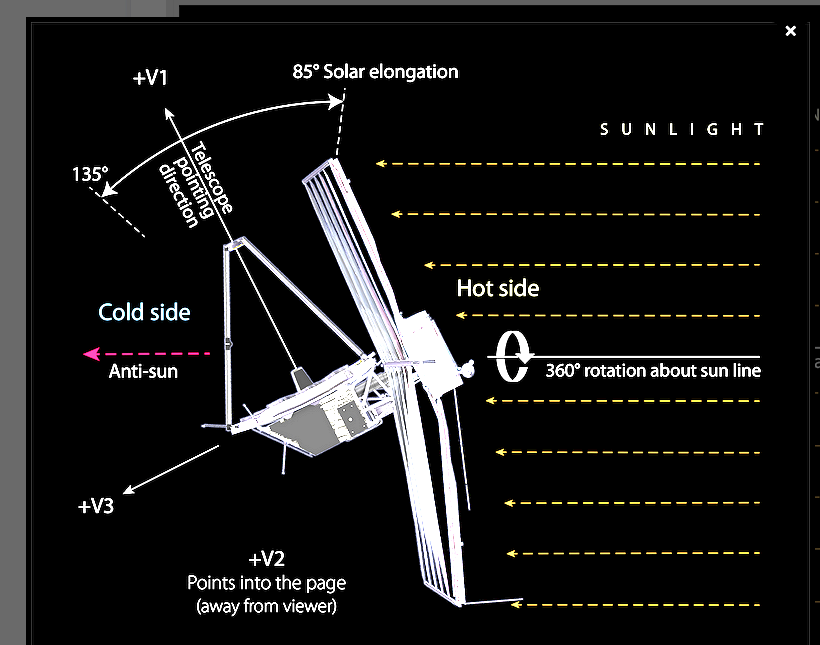 +V1
85° Solar elongation
SUNLIGHT
135°
Telescope
pointing
direction
Hot side
Cold side
Anti-sun
360° rotation about sun line
+V3
+V2
Points into the page
(away from viewer)